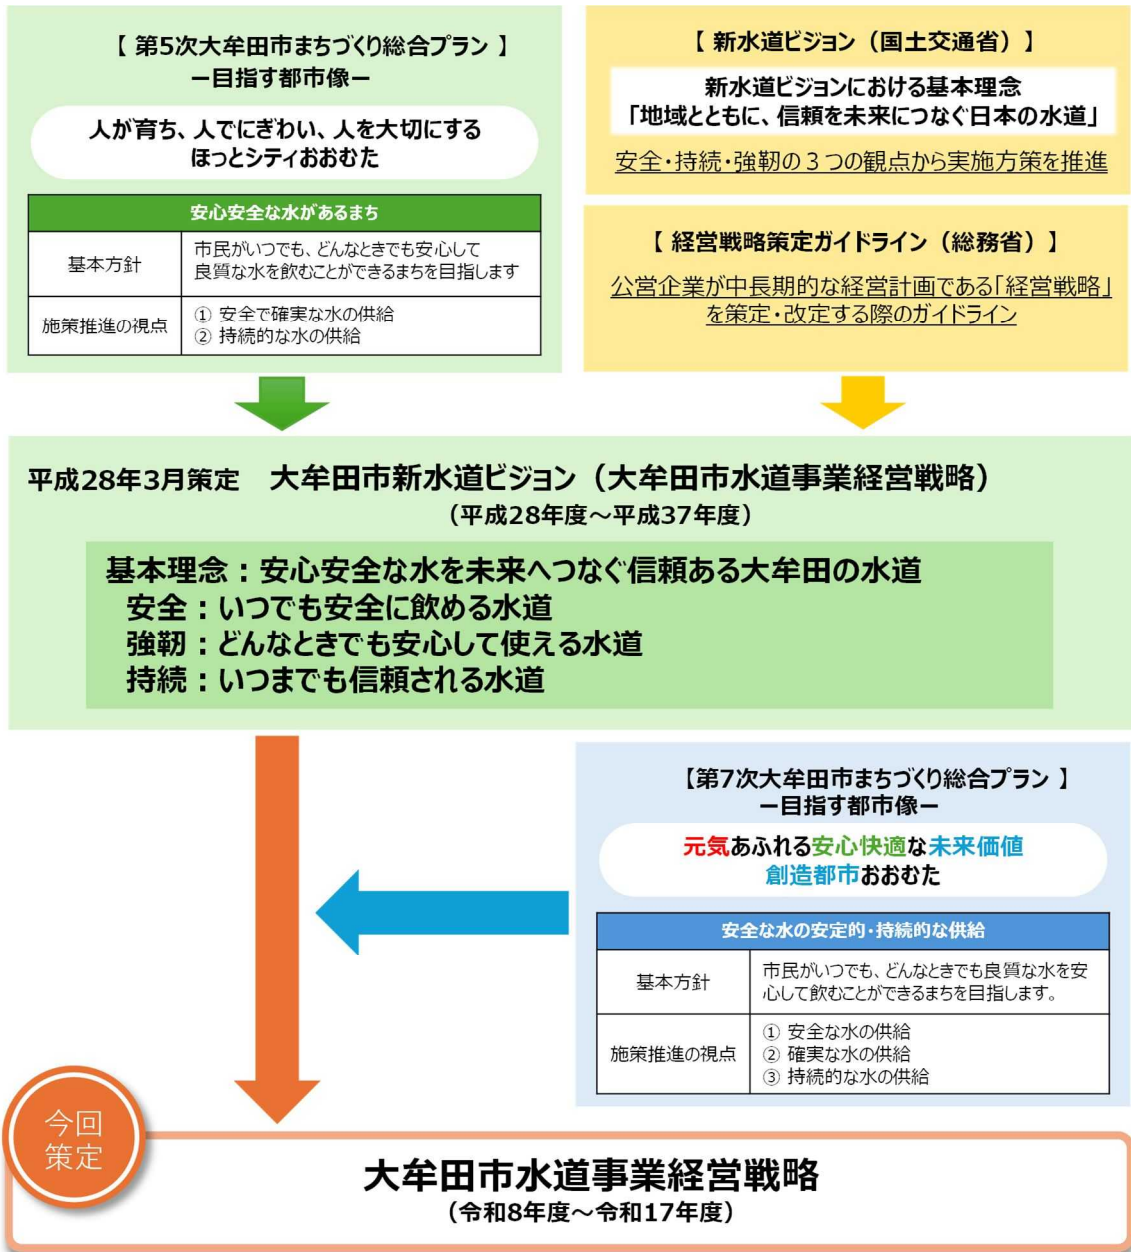 【 第5次大牟田市まちづくり総合プラン 】
ー目指す都市像ー
人が育ち、人でにぎわい、人を大切にする
ほっとシティおおむた
安心安全な水があるまち
基本方針
市民がいつでも、どんなときでも安心して
良質な水を飲むことができるまちを目指します
施策推進の視点
① 安全で確実な水の供給
② 持続的な水の供給
【 新水道ビジョン（国土交通省）】
新水道ビジョンにおける基本理念
「地域とともに、信頼を未来につなぐ日本の水道」
安全・持続・強靭の３つの観点から実施方策を推進
【 経営戦略策定ガイドライン（総務省）】
公営企業が中長期的な経営計画である「経営戦略」
を策定・改定する際のガイドライン
平成28年3月策定　大牟田市新水道ビジョン（大牟田市水道事業経営戦略）
（平成28年度～平成37年度）
基本理念：安心安全な水を未来へつなぐ信頼ある大牟田の水道
安全：いつでも安全に飲める水道
強靭：どんなときでも安心して使える水道
持続：いつまでも信頼される水道
【第7次大牟田市まちづくり総合プラン 】
ー目指す都市像ー
元気あふれる安心快適な未来価値
創造都市おおむた
安全な水の安定的・持続的な供給
基本方針
市民がいつでも、どんなときでも良質な水を安
心して飲むことができるまちを目指します。
施策推進の視点
① 安全な水の供給
② 確実な水の供給
③ 持続的な水の供給
今回
策定
大牟田市水道事業経営戦略
（令和8年度～令和17年度）